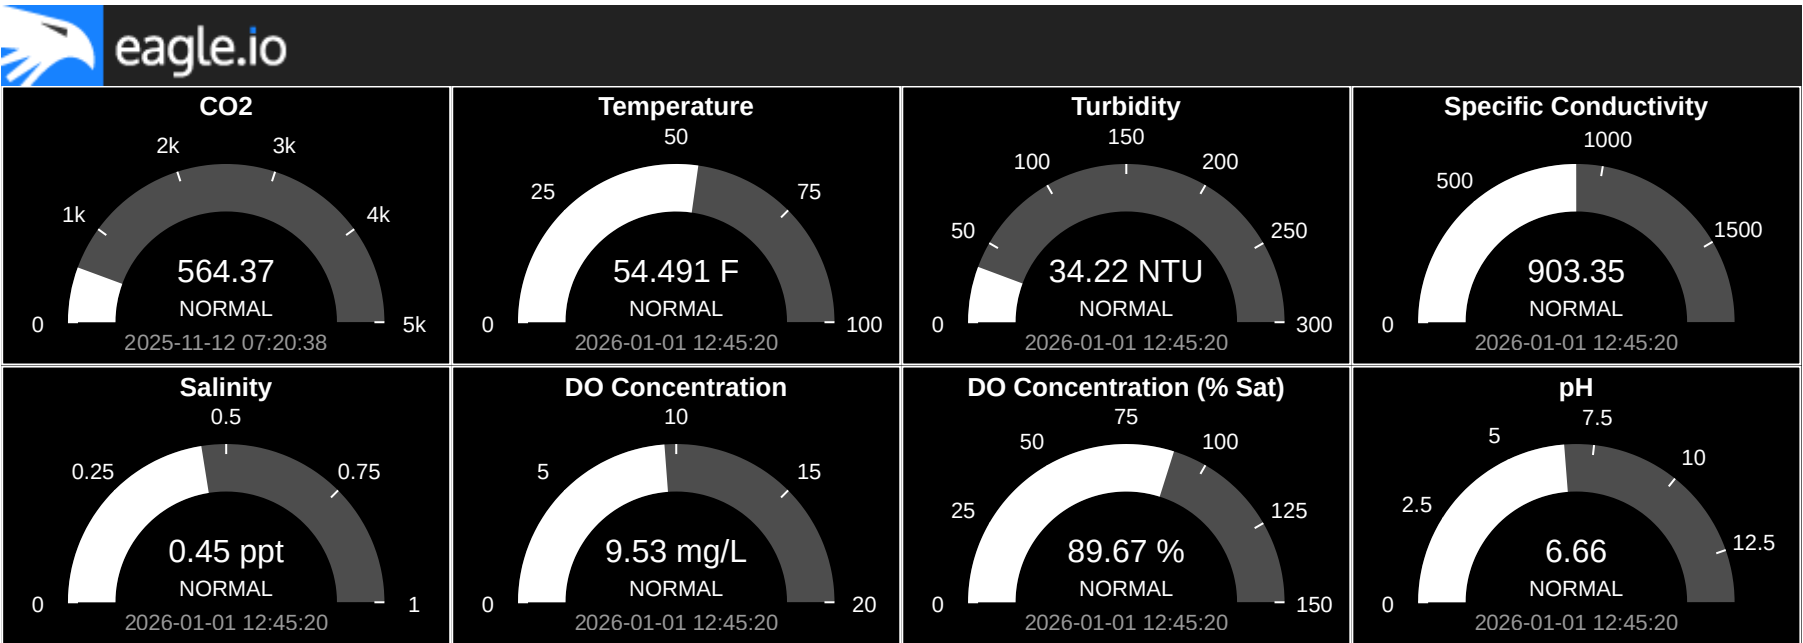 eagle.io
CO2
0
1k
2k
3k
4k
5k
564.37
NORMAL
2025-11-12 07:20:38
Temperature
0
25
50
75
100
54.491 F
NORMAL
2026-01-01 12:45:20
Turbidity
0
50
100
150
200
250
300
34.22 NTU
NORMAL
2026-01-01 12:45:20
Specific Conductivity
0
500
1000
1500
903.35
NORMAL
2026-01-01 12:45:20
Salinity
0
0.25
0.5
0.75
1
0.45 ppt
NORMAL
2026-01-01 12:45:20
DO Concentration
0
5
10
15
20
9.53 mg/L
NORMAL
2026-01-01 12:45:20
DO Concentration (% Sat)
0
25
50
75
100
125
150
89.67 %
NORMAL
2026-01-01 12:45:20
pH
0
2.5
5
7.5
10
12.5
6.66
NORMAL
2026-01-01 12:45:20